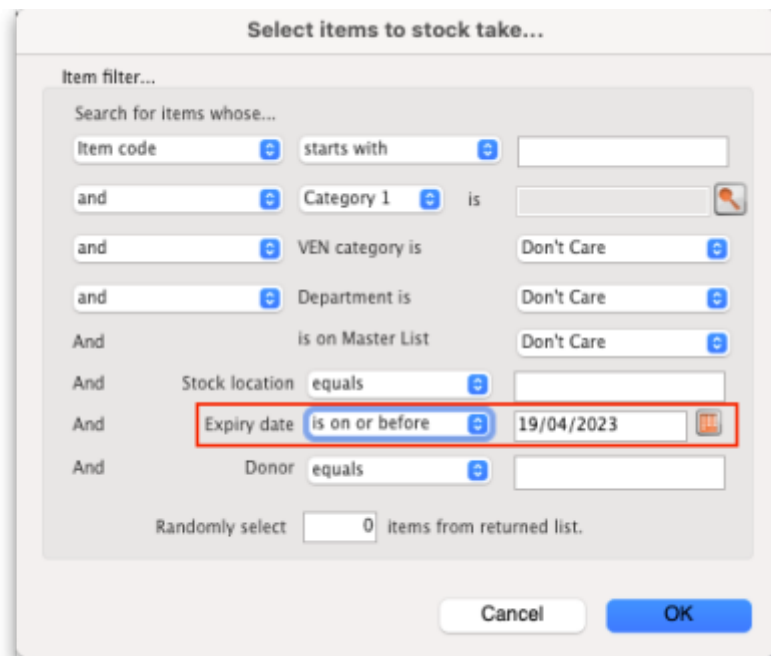 Select items to stock take...
Item filter...
Search for items whose...
Item code starts with
and Category 1 is
and VEN category is Don't Care
and Department is Don't Care
And is on Master List Don't Care
And Stock location equals
And Expiry date is on or before 19/04/2023
And Donor equals
Randomly select 0 items from returned list.
Cancel OK